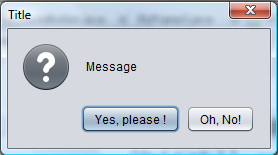 Title
Message
Yes, please !
Oh, No!